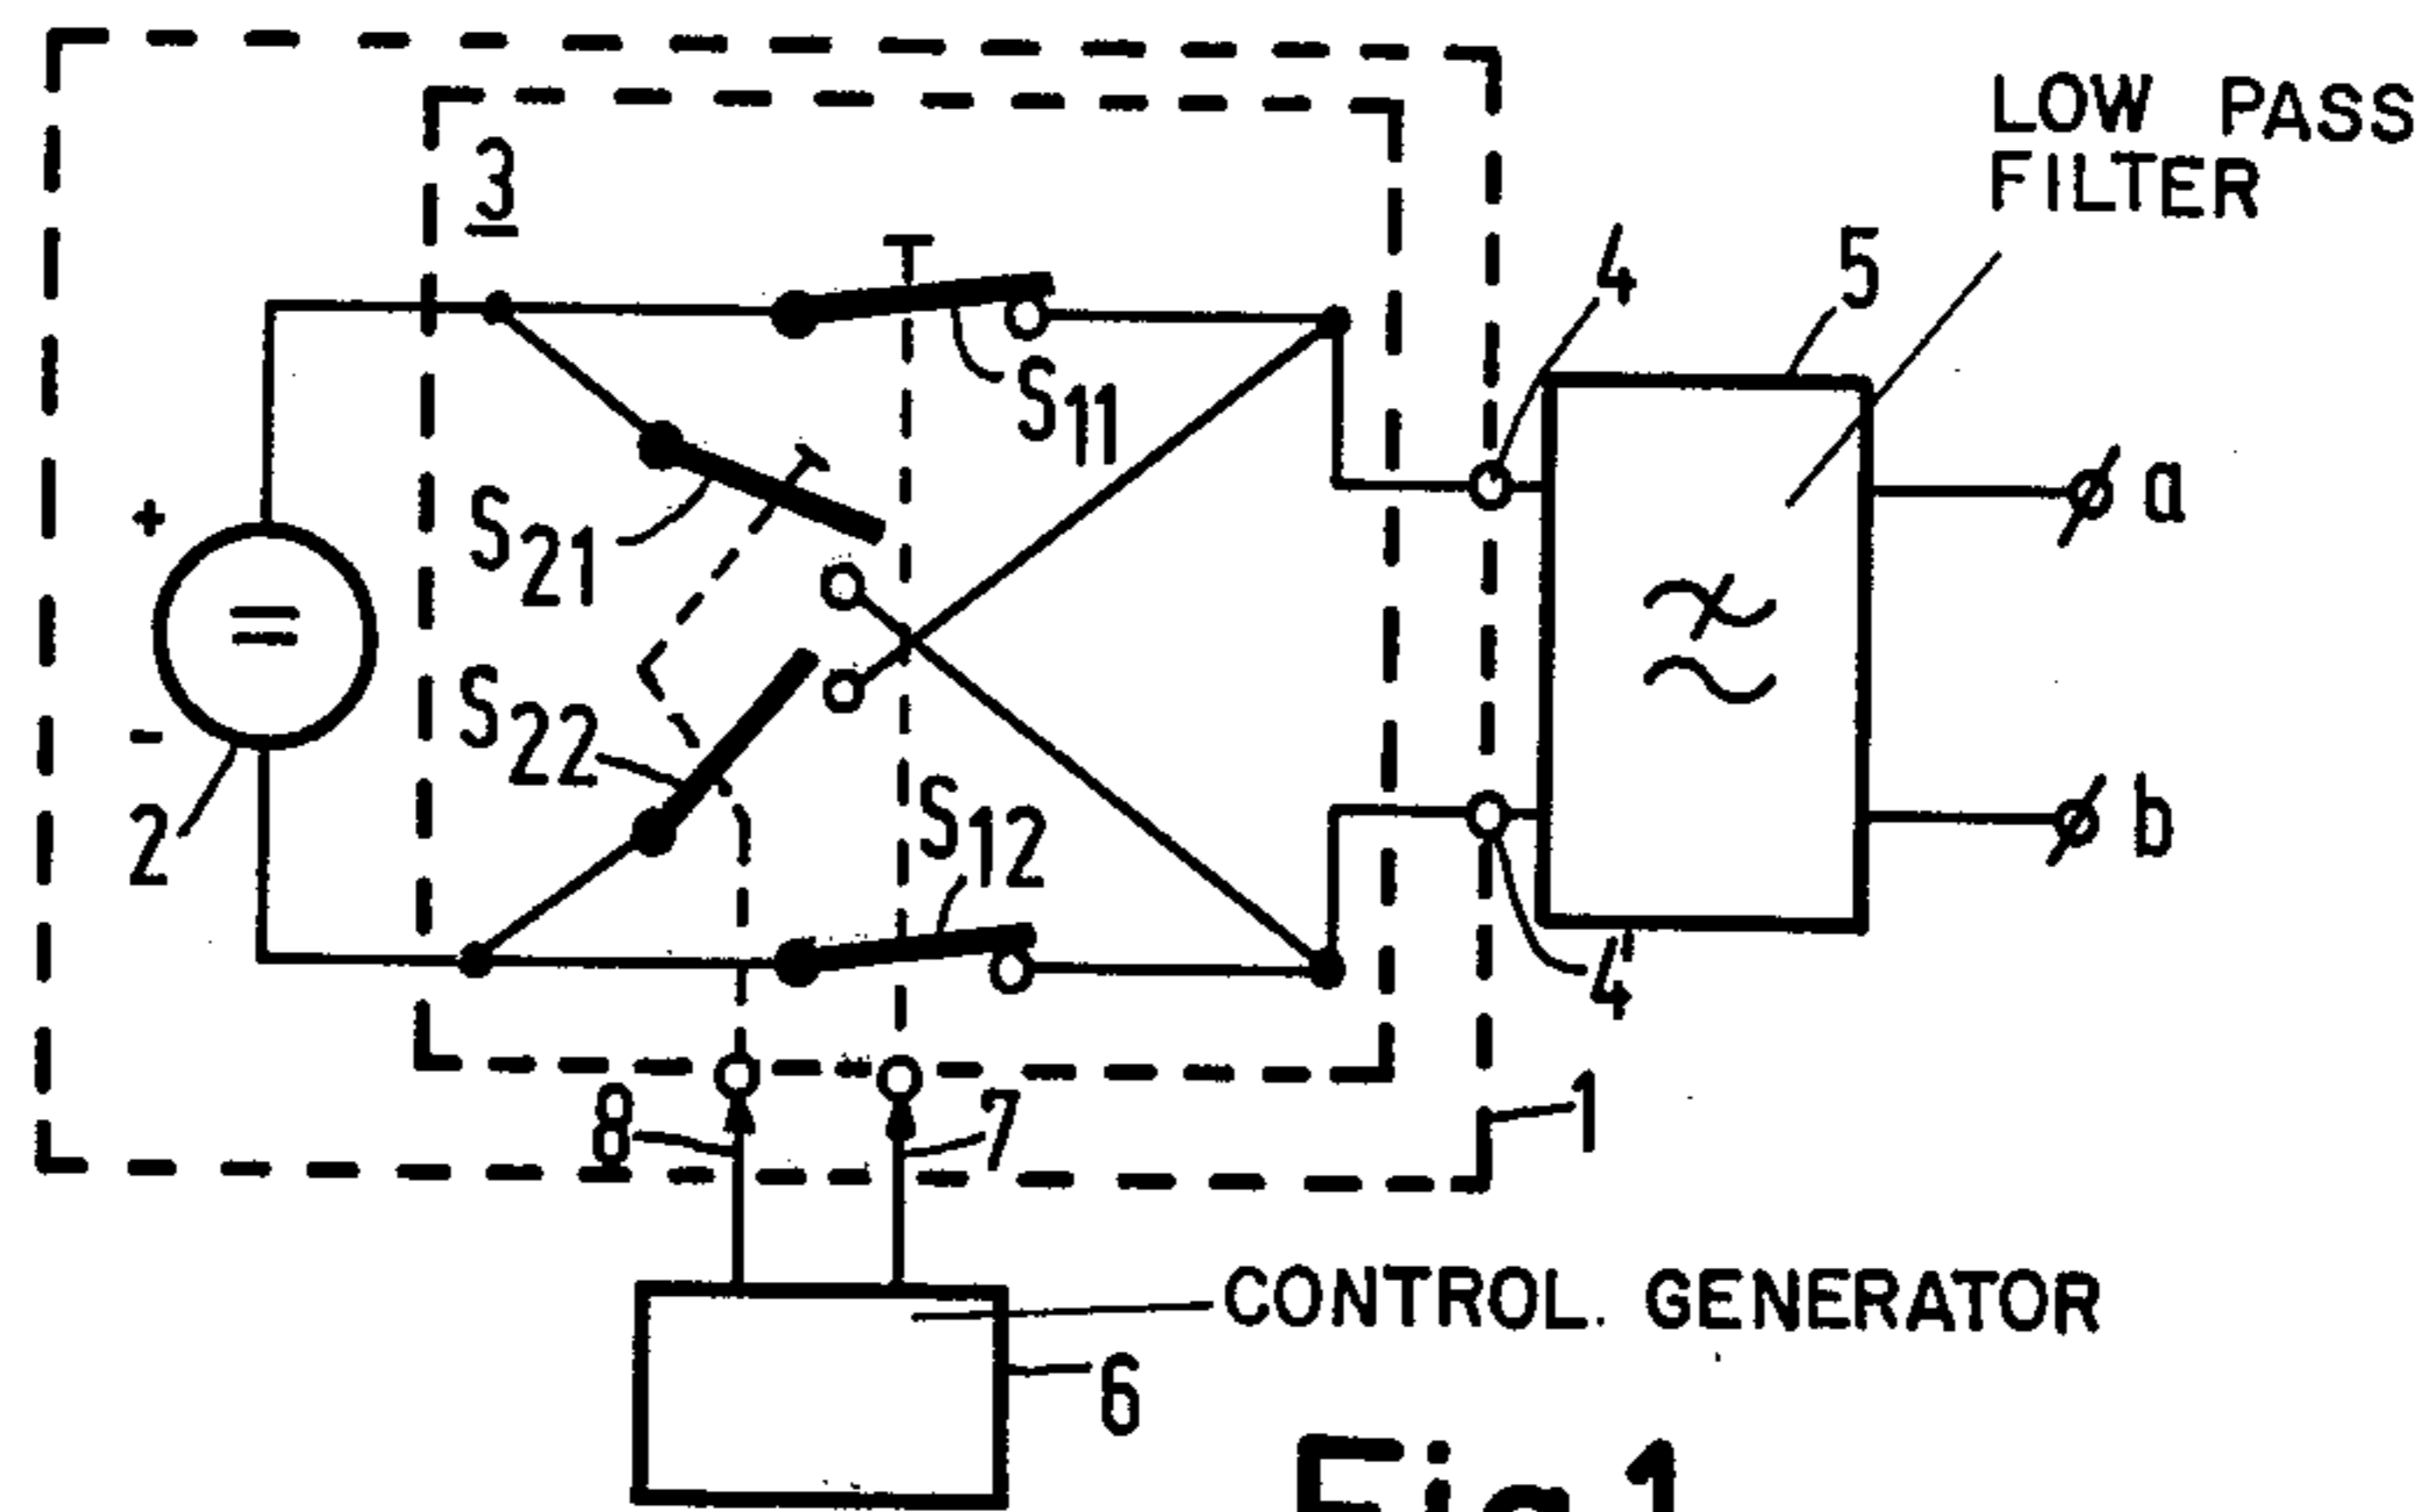 LOW PASS
FILTER
3
4
5
S11
a
+
S21
=
S22
-
2
S12
b
4'
8
7
1
CONTROL. GENERATOR
6
Fig.1